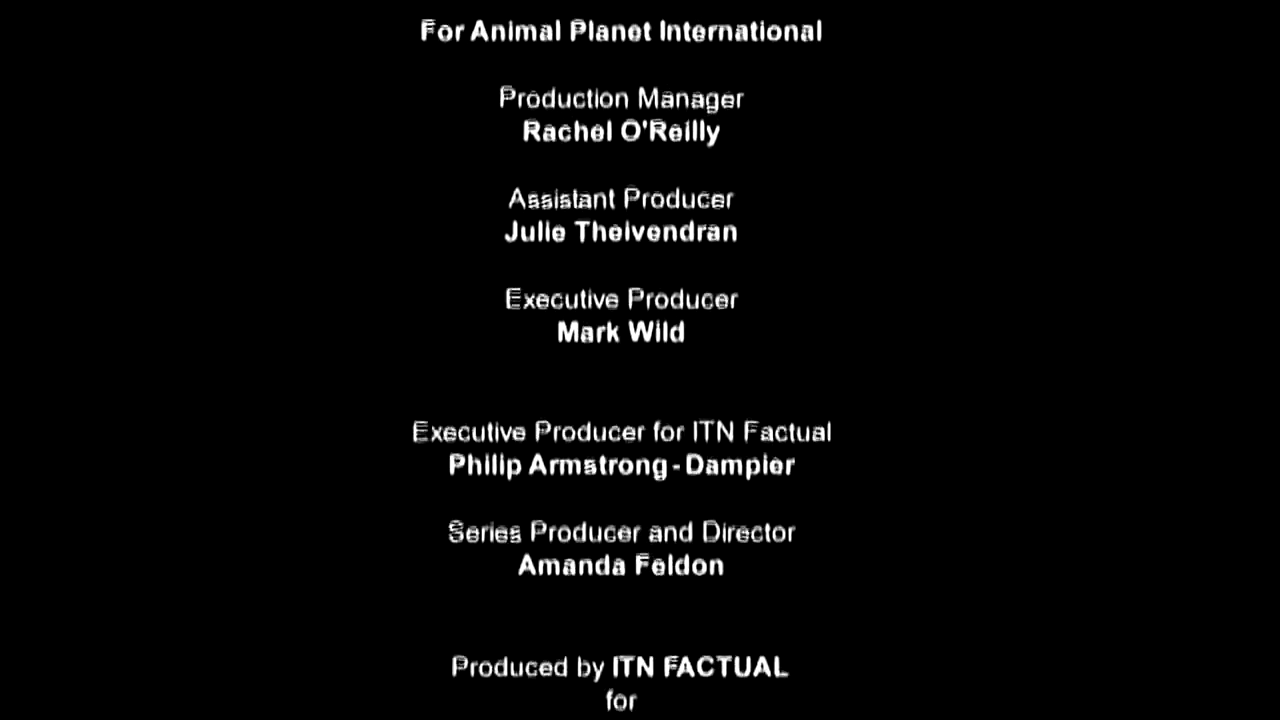 For Animal Planet International
Production Manager
Rachel O'Reilly
Assistant Producer
Julie Theivendran
Executive Producer
Mark Wild
Executive Producer for ITN Factual
Philip Armstrong-Dampier
Series Producer and Director
Amanda Feldon
Produced by ITN FACTUAL
for